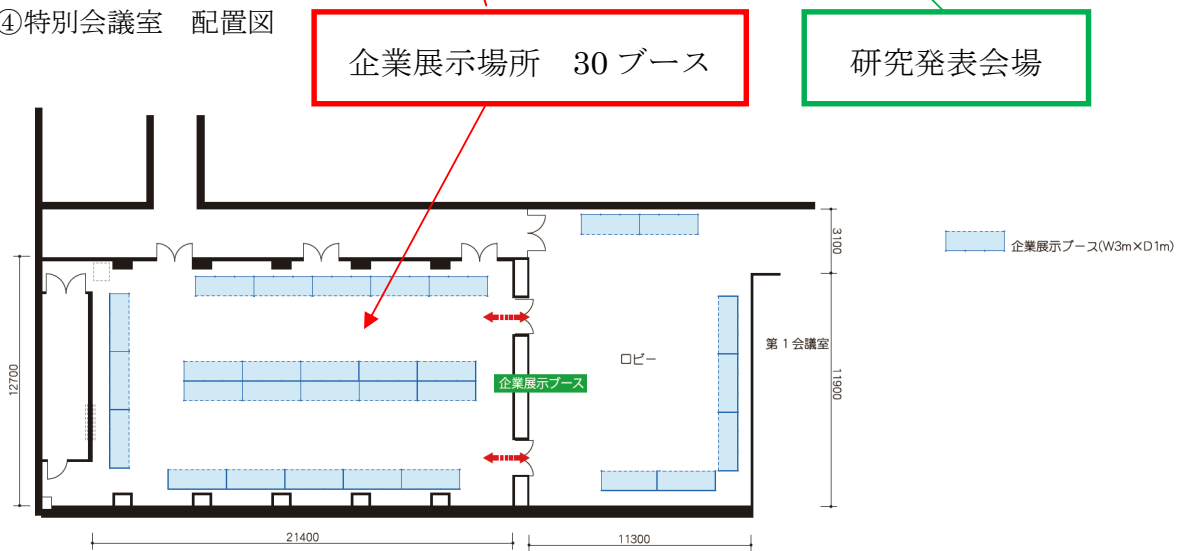 ④特別会議室　配置図
企業展示場所　30 ブース
研究発表会場
3100
企業展示ブース(W3m×D1m)
ロビー
第1会議室
12700
企業展示ブース
11900
21400
11300